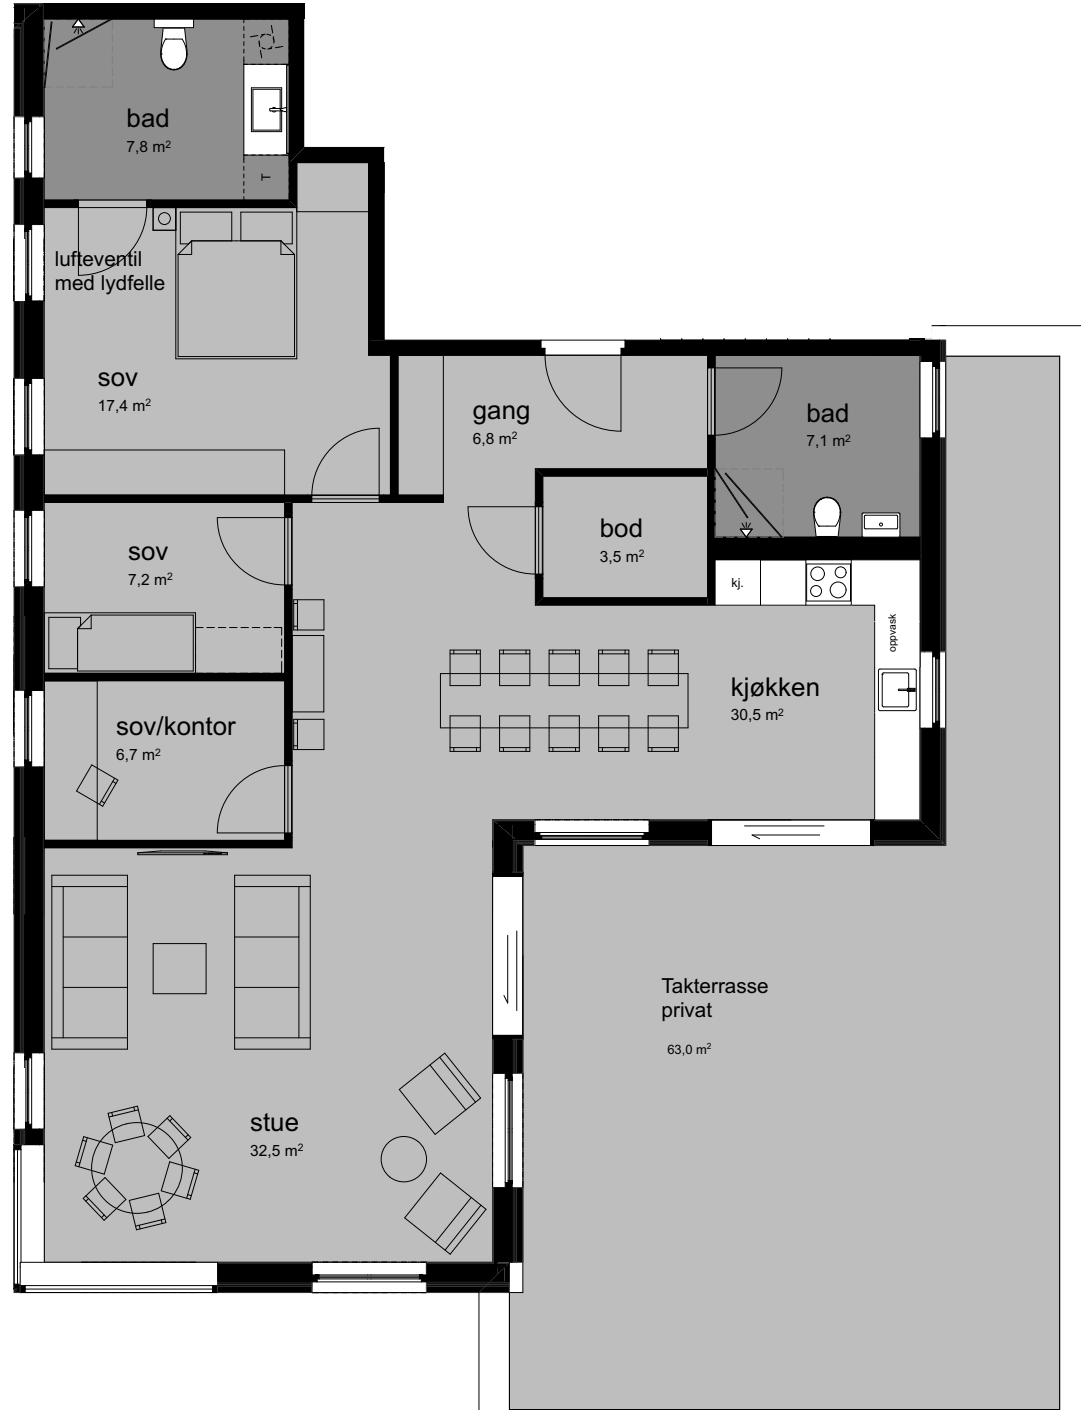 bad
7,8 m²
T
lufteventil
med lydfelle
sov
17,4 m²
gang
6,8 m²
bad
7,1 m²
sov
7,2 m²
bod
3,5 m²
kj.
oppvask
sov/kontor
6,7 m²
kjøkken
30,5 m²
Takterrasse
privat
63,0 m²
stue
32,5 m²